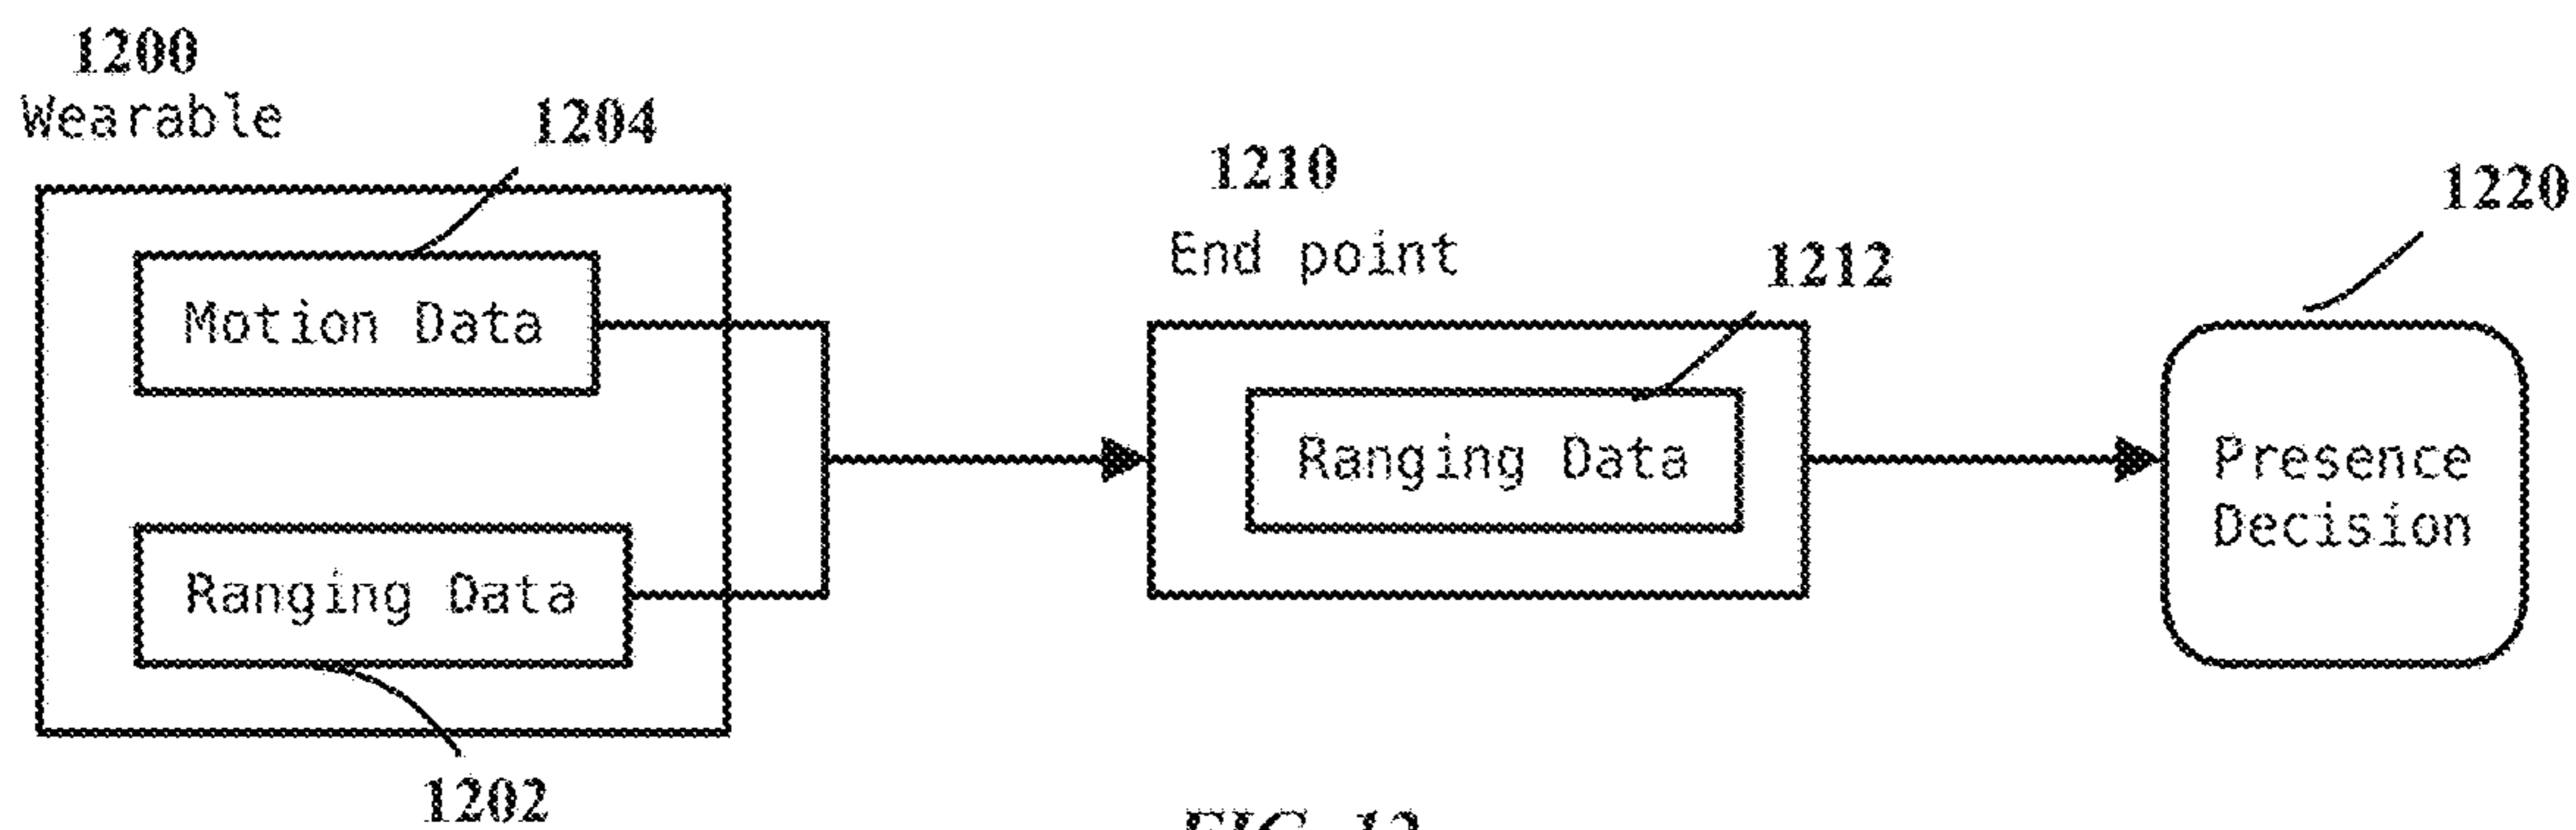 1200
Wearable
1204
Motion Data
Ranging Data
1202
1210
End point
1212
Ranging Data
1220
Presence
Decision